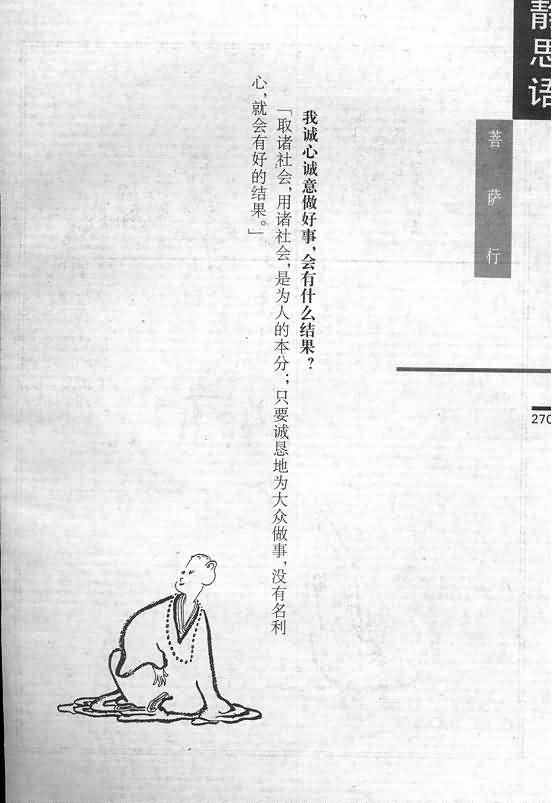 静思语
菩萨行
我诚心诚意做好事，会有什么结果？
「取诸社会，用诸社会，是为人的本分；只要诚恳地为大众做事，没有名利
心，就会有好的结果。」
270